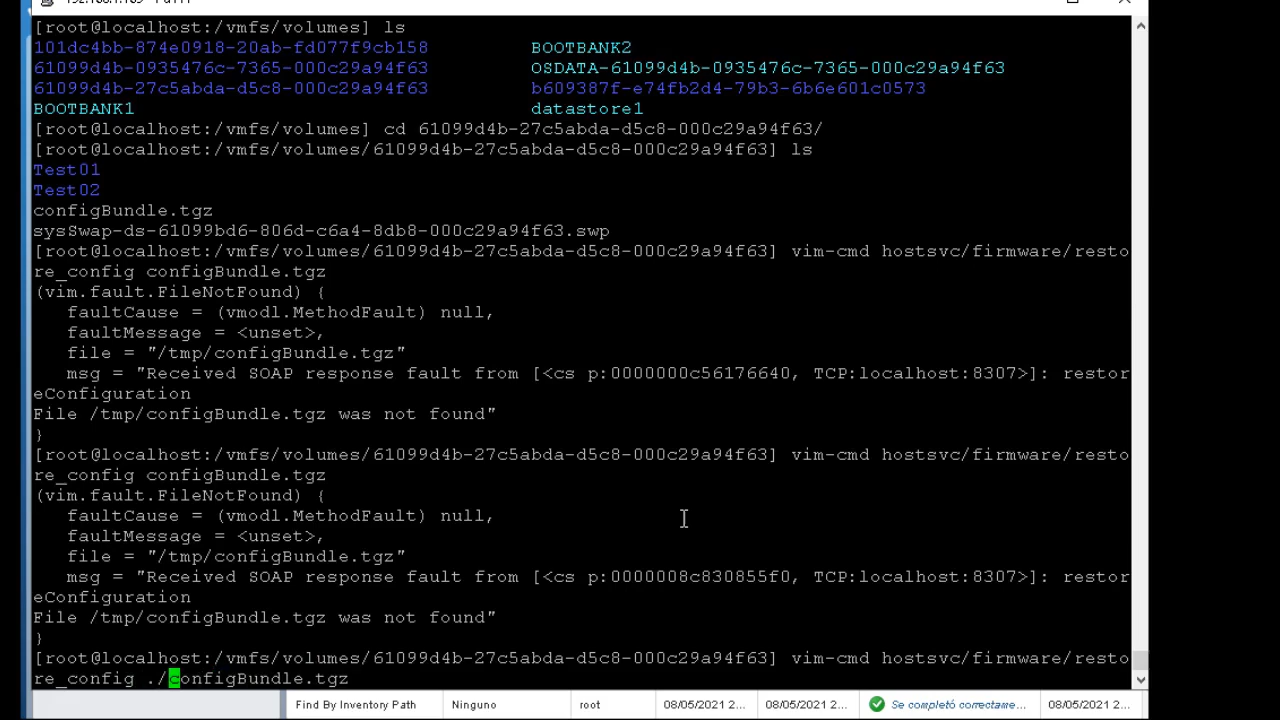 [root@localhost:/vmfs/volumes] ls
101dc4bb-874e0918-20ab-fd077f9cb158 BOOTBANK2
61099d4b-0935476c-7365-000c29a94f63 OSDATA-61099d4b-0935476c-7365-000c29a94f63
61099d4b-27c5abda-d5c8-000c29a94f63 b609387f-e74fb2d4-79b3-6b6e601c0573
BOOTBANK1 datastore1
[root@localhost:/vmfs/volumes] cd 61099d4b-27c5abda-d5c8-000c29a94f63/
[root@localhost:/vmfs/volumes/61099d4b-27c5abda-d5c8-000c29a94f63] ls
Test01
Test02
configBundle.tgz
sysSwap-ds-61099bd6-806d-c6a4-8db8-000c29a94f63.swp
[root@localhost:/vmfs/volumes/61099d4b-27c5abda-d5c8-000c29a94f63] vim-cmd hostsvc/firmware/resto
re_config configBundle.tgz
(vim.fault.FileNotFound) {
faultCause = (vmodl.MethodFault) null,
faultMessage = <unset>,
file = "/tmp/configBundle.tgz"
msg = "Received SOAP response fault from [<cs p:0000000c56176640, TCP:localhost:8307>]: restor
eConfiguration
File /tmp/configBundle.tgz was not found"
}
[root@localhost:/vmfs/volumes/61099d4b-27c5abda-d5c8-000c29a94f63] vim-cmd hostsvc/firmware/resto
re_config configBundle.tgz
(vim.fault.FileNotFound) {
faultCause = (vmodl.MethodFault) null,
faultMessage = <unset>,
file = "/tmp/configBundle.tgz"
msg = "Received SOAP response fault from [<cs p:0000008c830855f0, TCP:localhost:8307>]: restor
eConfiguration
File /tmp/configBundle.tgz was not found"
}
[root@localhost:/vmfs/volumes/61099d4b-27c5abda-d5c8-000c29a94f63] vim-cmd hostsvc/firmware/resto
re_config ./configBundle.tgz
Find By Inventory Path Ninguno root 08/05/2021 2... 08/05/2021 2... Se completó correctame... 08/05/2021 2...